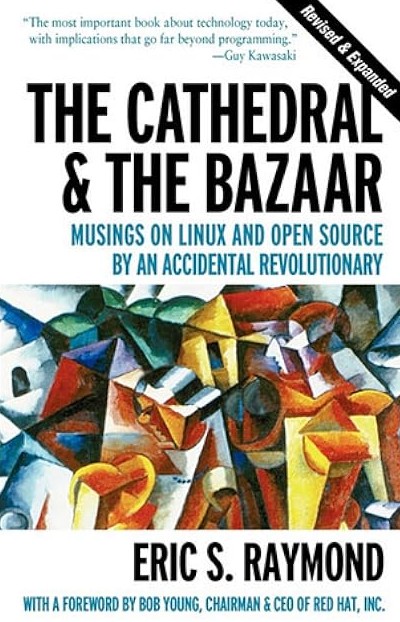 “The most important book about technology today,
with implications that go far beyond programming.”
—Guy Kawasaki
Revised & Expanded
THE CATHEDRAL
& THE BAZAAR
MUSINGS ON LINUX AND OPEN SOURCE
BY AN ACCIDENTAL REVOLUTIONARY
ERIC S. RAYMOND
WITH A FOREWORD BY BOB YOUNG, CHAIRMAN & CEO OF RED HAT, INC.